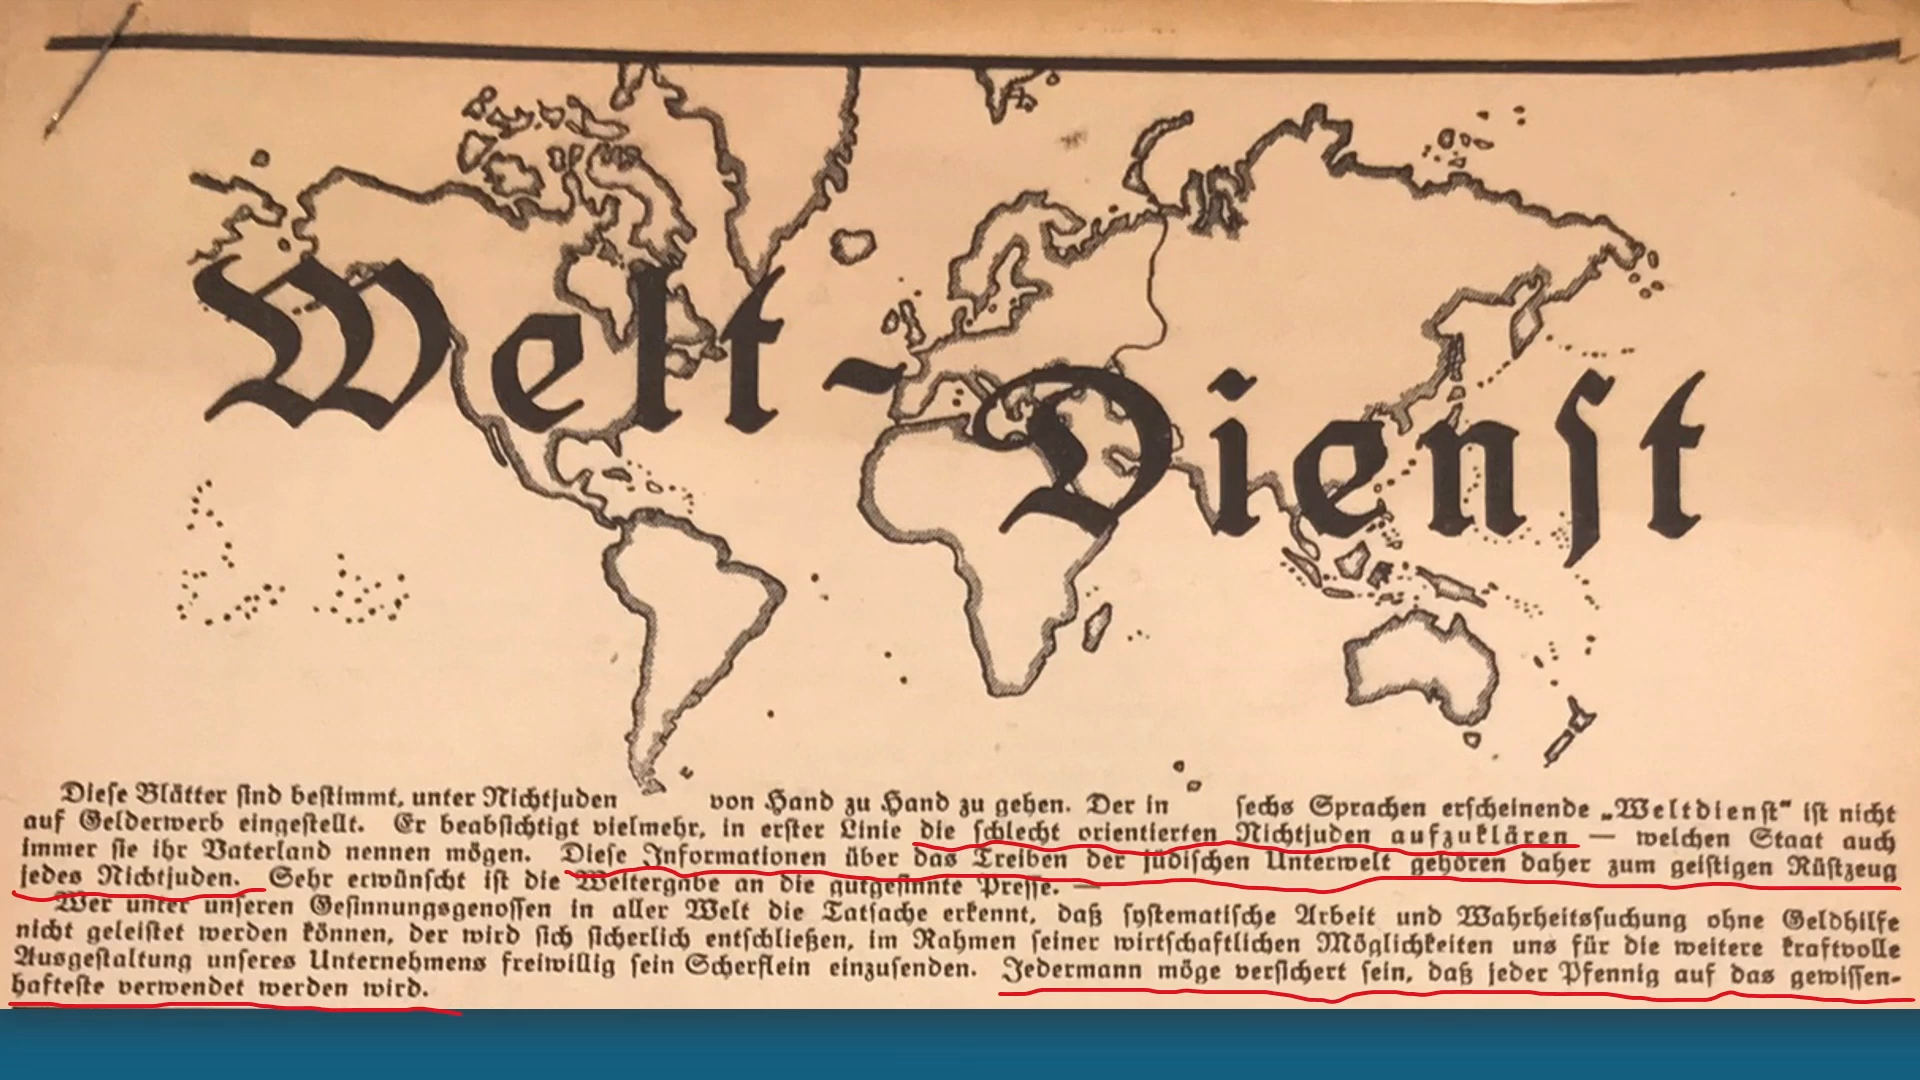 Welt-Dienst
Diese Blätter sind bestimmt, unter Nichtjuden von Hand zu Hand zu gehen. Der in sechs Sprachen erscheinende „Weltdienst“ ist nicht
auf Gelderwerb eingestellt. Er beabsichtigt vielmehr, in erster Linie die schlecht orientierten Nichtjuden aufzuklären — welchen Staat auch
immer sie ihr Vaterland nennen mögen. Diese Informationen über das Treiben der jüdischen Unterwelt gehören daher zum geistigen Rüstzeug
jedes Nichtjuden. Sehr erwünscht ist die Weitergabe an die gutgesinnte Presse. —
Wer unter unseren Gesinnungsgenossen in aller Welt die Tatsache erkennt, daß systematische Arbeit und Wahrheitssuchung ohne Geldhilfe
nicht geleistet werden können, der wird sich sicherlich entschließen, im Rahmen seiner wirtschaftlichen Möglichkeiten uns für die weitere kraftvolle
Ausgestaltung unseres Unternehmens freiwillig sein Scherflein einzusenden. Jedermann möge versichert sein, daß jeder Pfennig auf das gewissen-
hafteste verwendet werden wird.